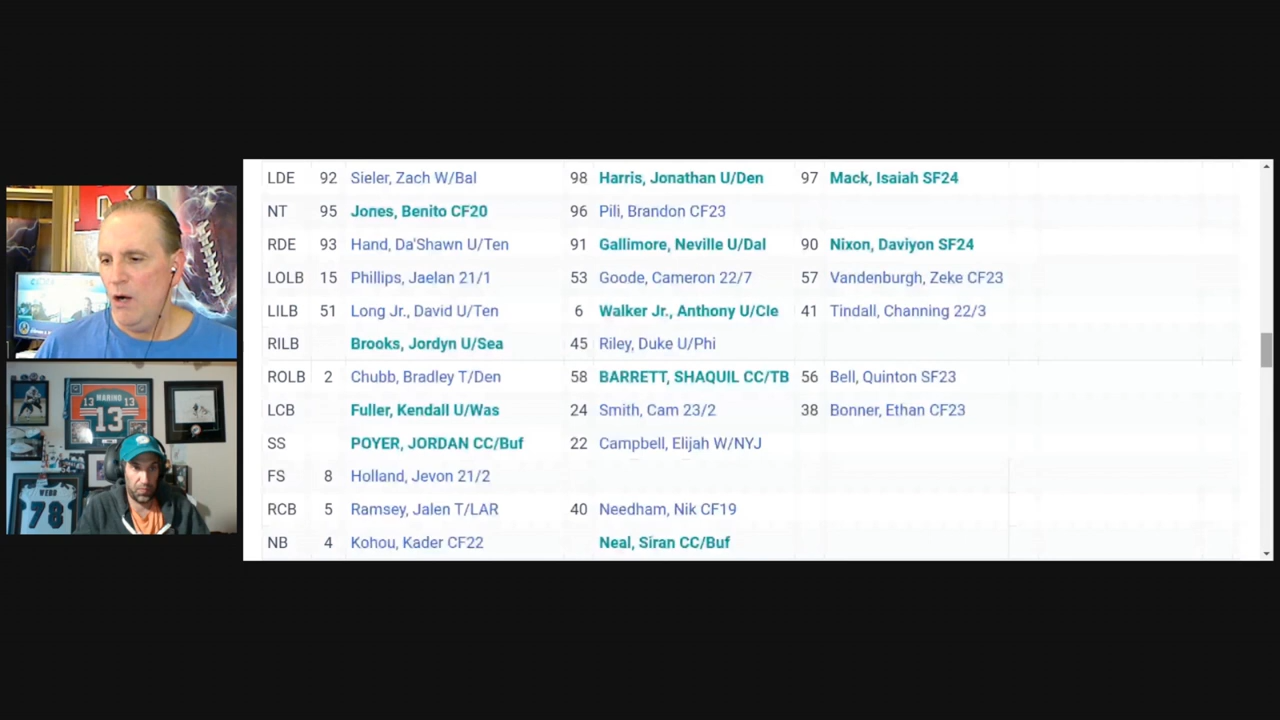 LDE 92 Sieler, Zach W/Bal 98 Harris, Jonathan U/Den 97 Mack, Isaiah SF24
NT 95 Jones, Benito CF20 96 Pili, Brandon CF23
RDE 93 Hand, Da'Shawn U/Ten 91 Gallimore, Neville U/Dal 90 Nixon, Daviyon SF24
LOLB 15 Phillips, Jaelan 21/1 53 Goode, Cameron 22/7 57 Vandenburgh, Zeke CF23
LILB 51 Long Jr., David U/Ten 6 Walker Jr., Anthony U/Cle 41 Tindall, Channing 22/3
RILB Brooks, Jordyn U/Sea 45 Riley, Duke U/Phi
ROLB 2 Chubb, Bradley T/Den 58 BARRETT, SHAQUIL CC/TB 56 Bell, Quinton SF23
LCB Fuller, Kendall U/Was 24 Smith, Cam 23/2 38 Bonner, Ethan CF23
SS POYER, JORDAN CC/Buf 22 Campbell, Elijah W/NYJ
FS 8 Holland, Jevon 21/2
RCB 5 Ramsey, Jalen T/LAR 40 Needham, Nik CF19
NB 4 Kohou, Kader CF22 Neal, Siran CC/Buf
MARINO
13 13
13
WEBB
78